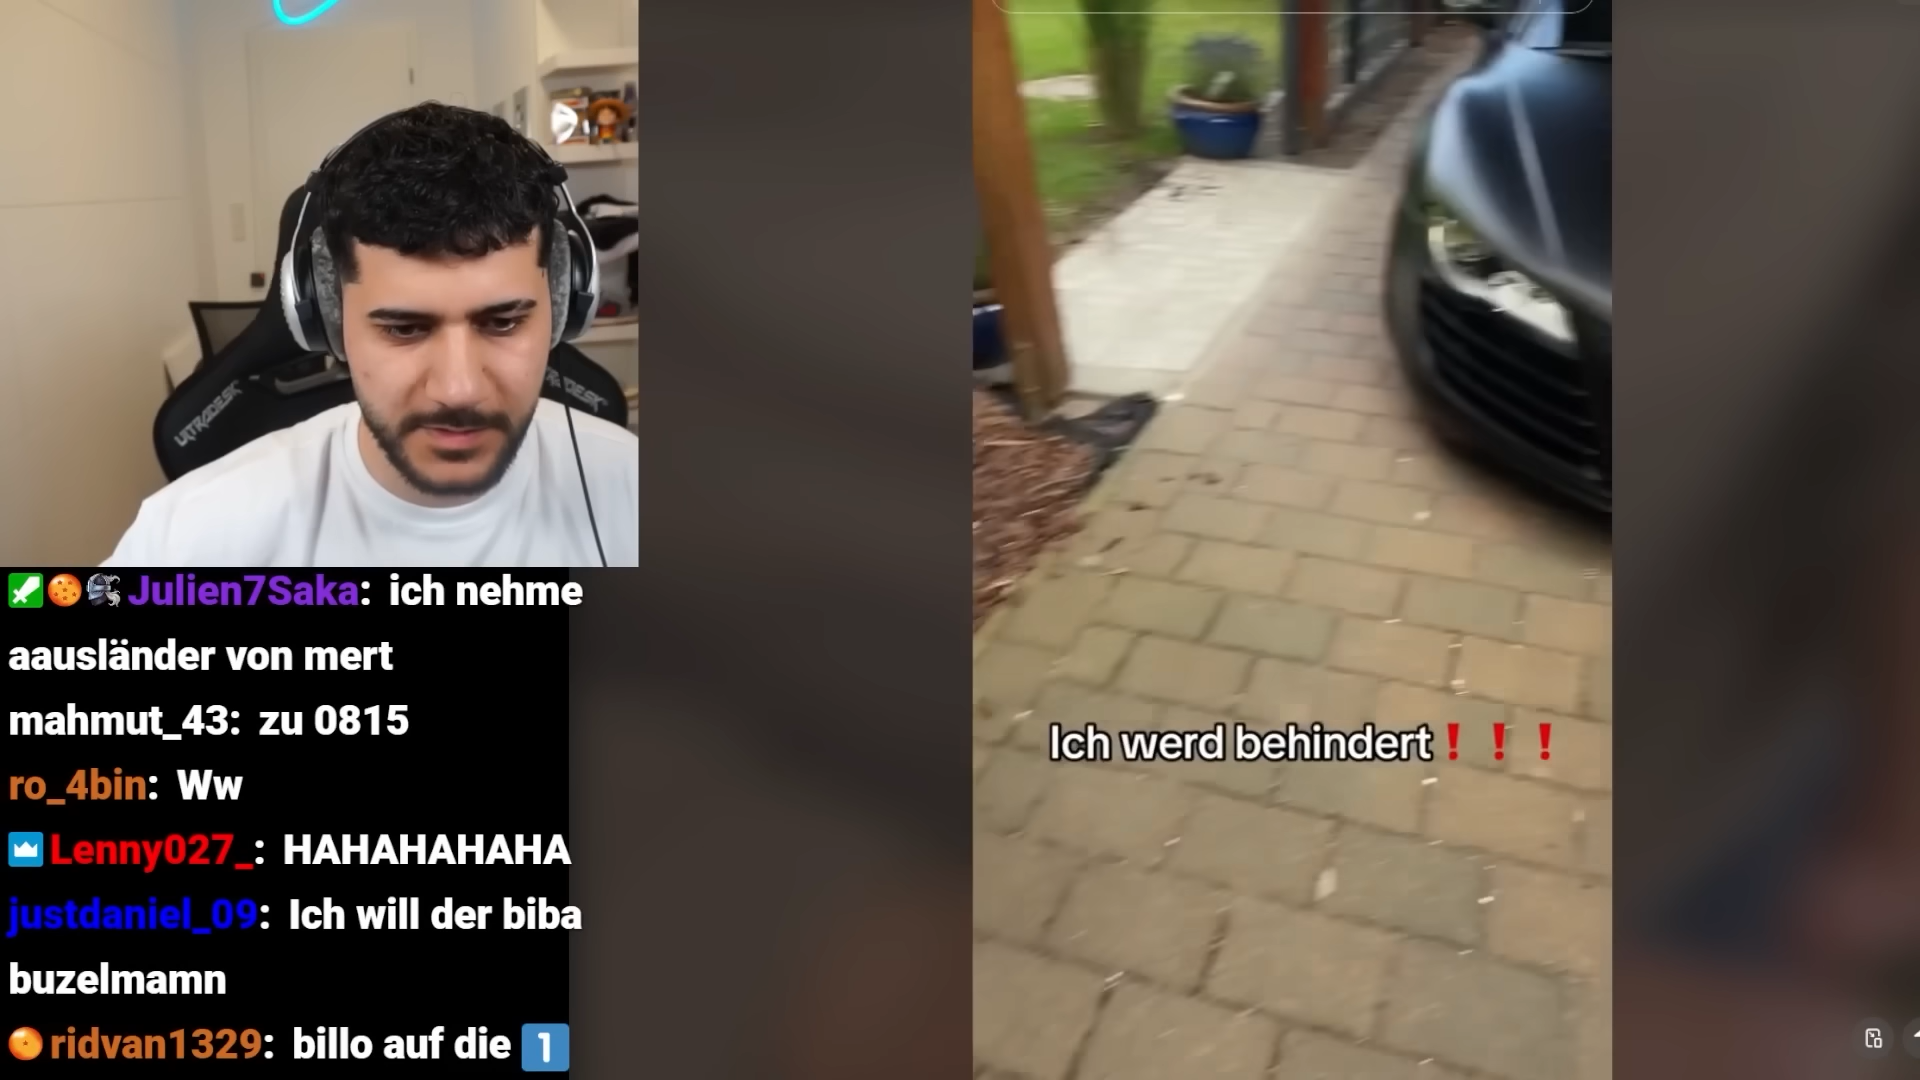 ULTRADESK
Julien7Saka: ich nehme
aausländer von mert
mahmut_43: zu 0815
ro_4bin: Ww
Lenny027_: HAHAHAHAHA
justdaniel_09: Ich will der biba
buzelmamn
ridvan1329: billo auf die 1
Ich werd behindert❗❗❗